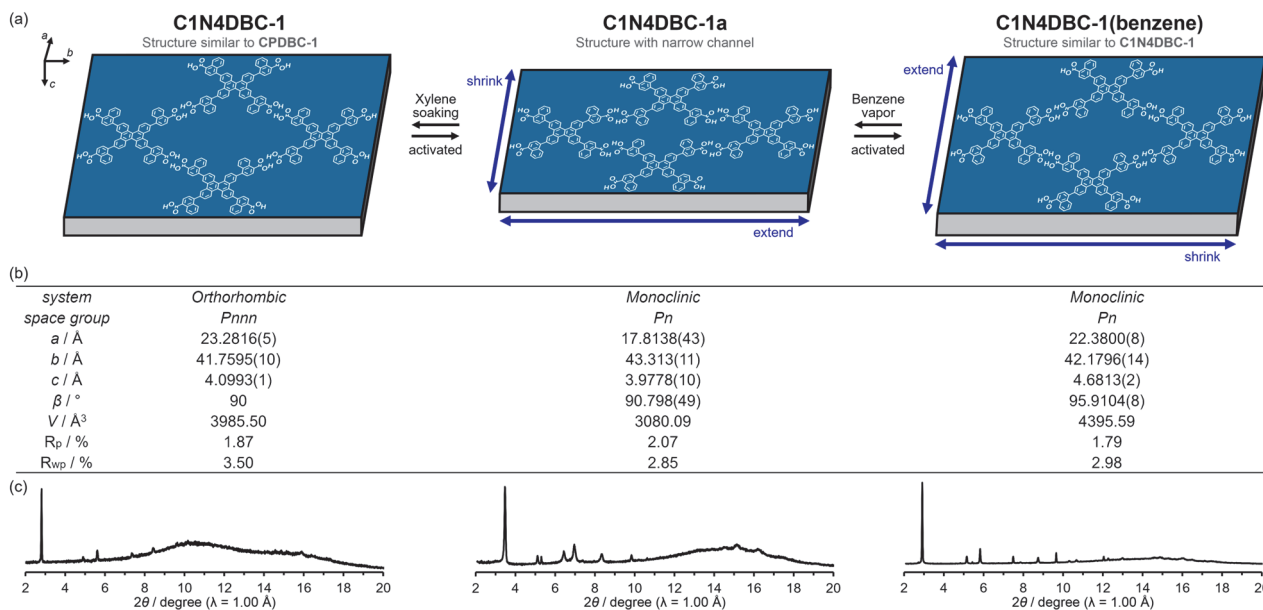 (a)
C1N4DBC-1
Structure similar to CPDBC-1
C1N4DBC-1a
Structure with narrow channel
C1N4DBC-1(benzene)
Structure similar to C1N4DBC-1
a
b
c
Xylene
soaking
activated
shrink
extend
Benzene
vapor
activated
extend
shrink
(b)
system Orthorhombic Monoclinic Monoclinic
space group Pnnn Pn Pn
a / Å 23.2816(5) 17.8138(43) 22.3800(8)
b / Å 41.7595(10) 43.313(11) 42.1796(14)
c / Å 4.0993(1) 3.9778(10) 4.6813(2)
β / ° 90 90.798(49) 95.9104(8)
V / Å³ 3985.50 3080.09 4395.59
Rp / % 1.87 2.07 1.79
Rwp / % 3.50 2.85 2.98
(c)
2 4 6 8 10 12 14 16 18 20
2θ / degree (λ = 1.00 Å)
2 4 6 8 10 12 14 16 18 20
2θ / degree (λ = 1.00 Å)
2 4 6 8 10 12 14 16 18 20
2θ / degree (λ = 1.00 Å)